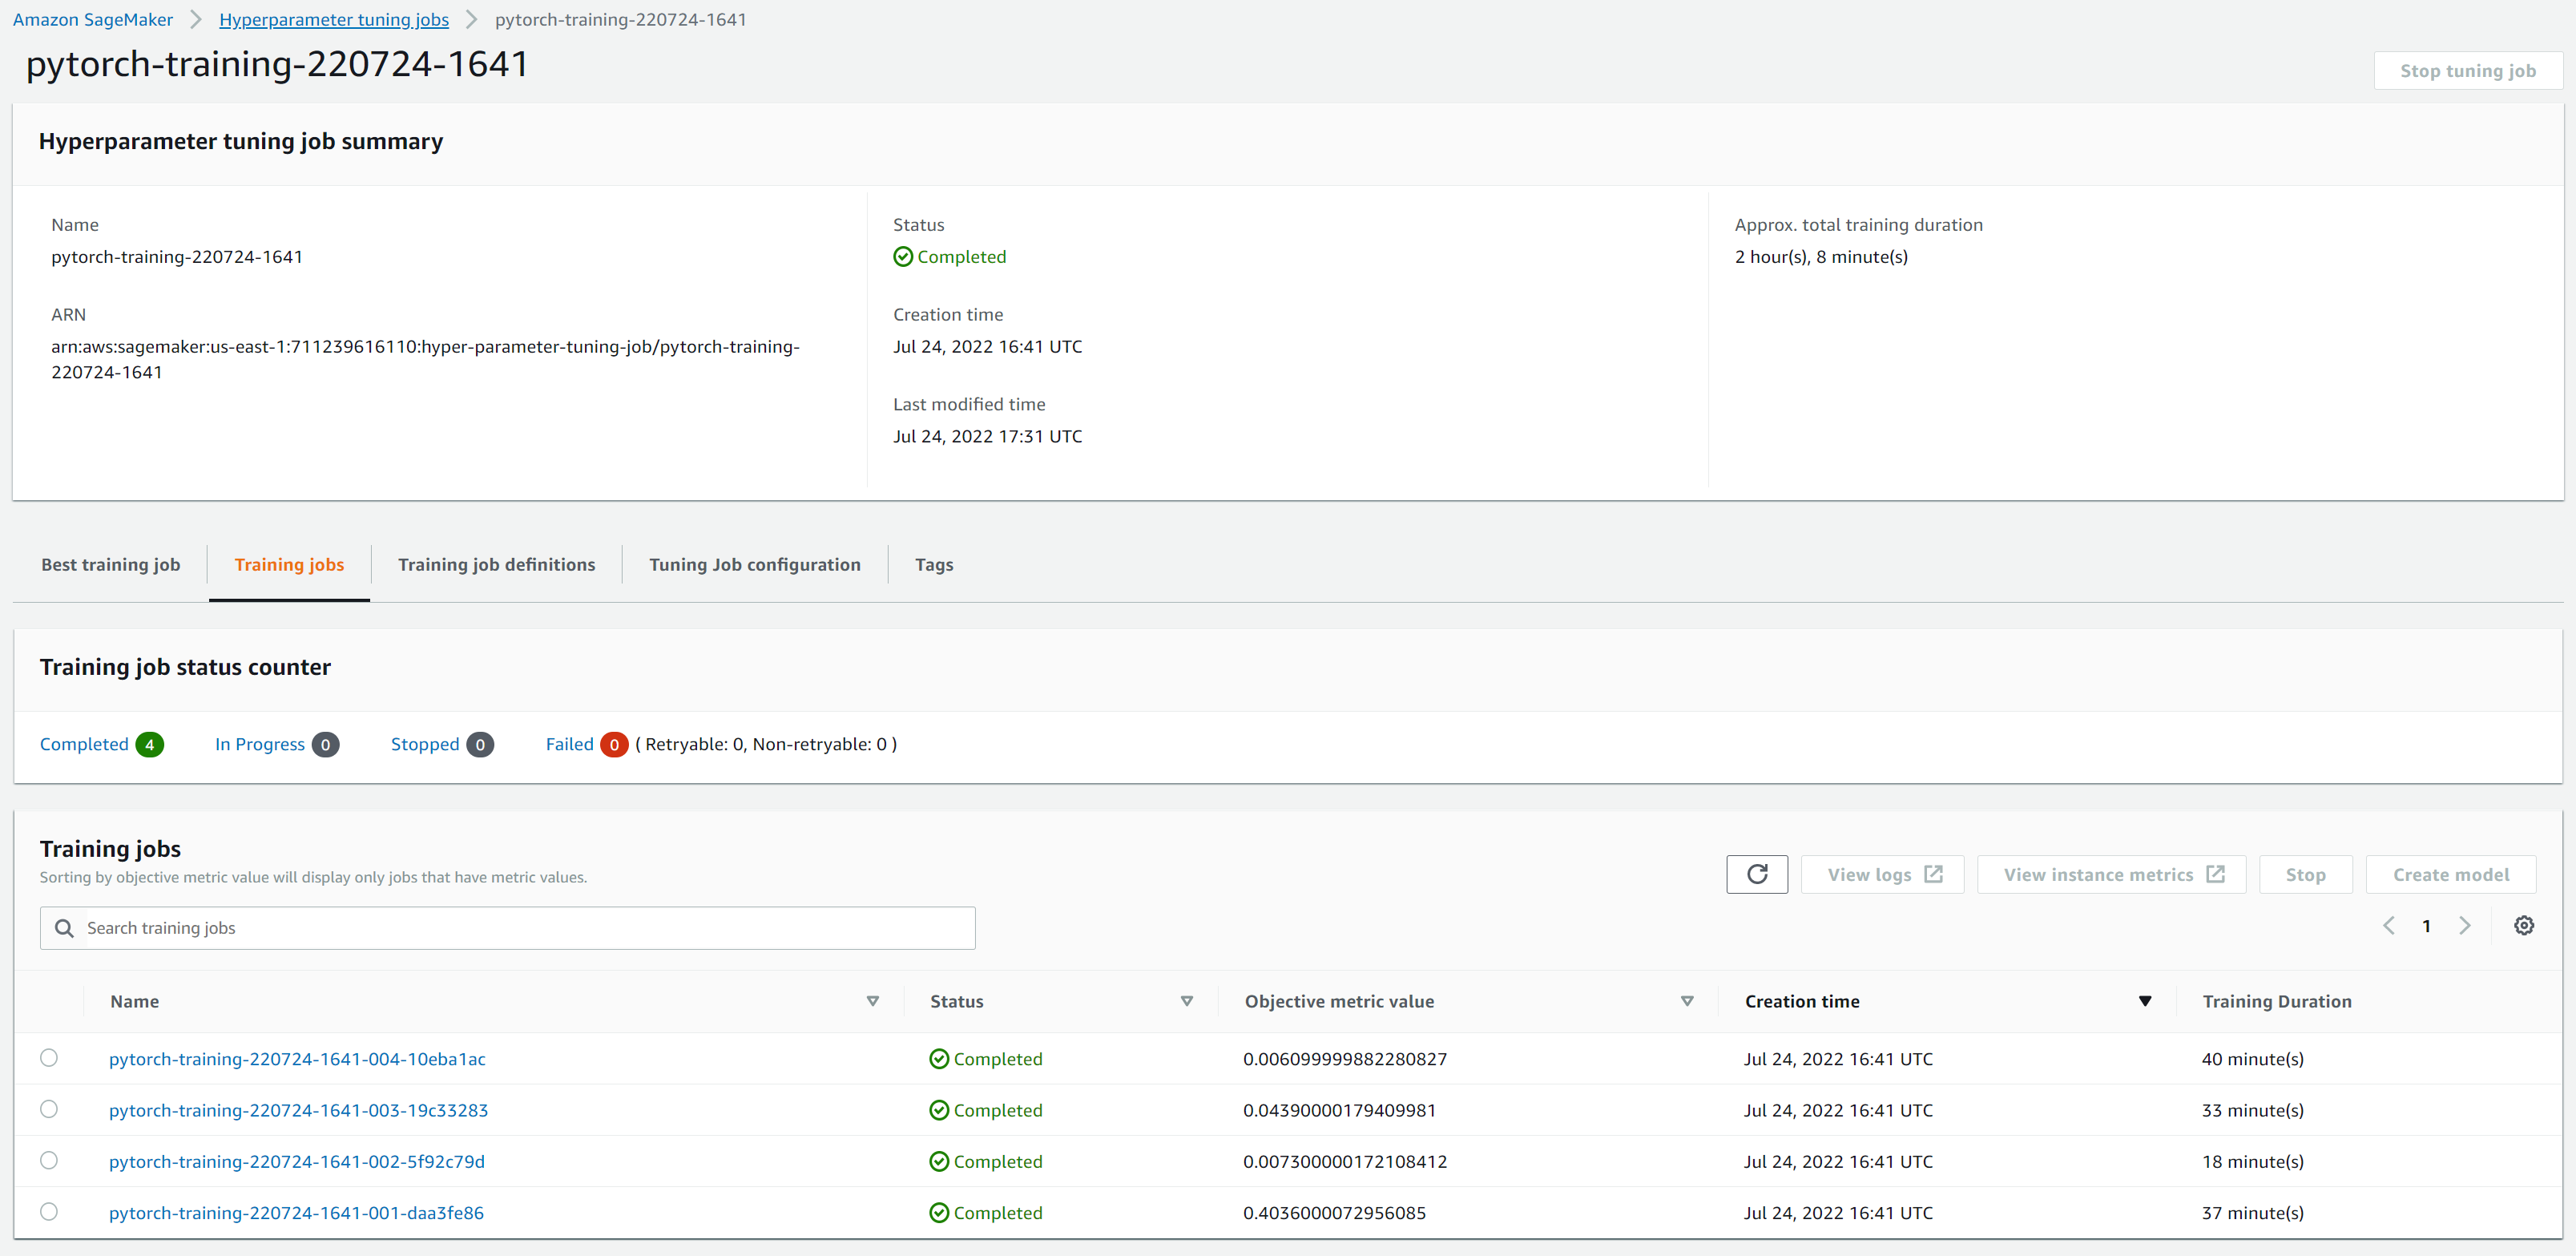 Amazon SageMaker > Hyperparameter tuning jobs > pytorch-training-220724-1641
pytorch-training-220724-1641
Stop tuning job
Hyperparameter tuning job summary
Name
pytorch-training-220724-1641
ARN
arn:aws:sagemaker:us-east-1:711239616110:hyper-parameter-tuning-job/pytorch-training-
220724-1641
Status
Completed
Creation time
Jul 24, 2022 16:41 UTC
Last modified time
Jul 24, 2022 17:31 UTC
Approx. total training duration
2 hour(s), 8 minute(s)
Best training job Training jobs Training job definitions Tuning Job configuration Tags
Training job status counter
Completed 4 In Progress 0 Stopped 0 Failed 0 ( Retryable: 0, Non-retryable: 0 )
Training jobs
Sorting by objective metric value will display only jobs that have metric values.
View logs View instance metrics Stop Create model
Search training jobs
1
Name Status Objective metric value Creation time Training Duration
pytorch-training-220724-1641-004-10eba1ac Completed 0.006099999882280827 Jul 24, 2022 16:41 UTC 40 minute(s)
pytorch-training-220724-1641-003-19c33283 Completed 0.04390000179409981 Jul 24, 2022 16:41 UTC 33 minute(s)
pytorch-training-220724-1641-002-5f92c79d Completed 0.007300000172108412 Jul 24, 2022 16:41 UTC 18 minute(s)
pytorch-training-220724-1641-001-daa3fe86 Completed 0.4036000072956085 Jul 24, 2022 16:41 UTC 37 minute(s)